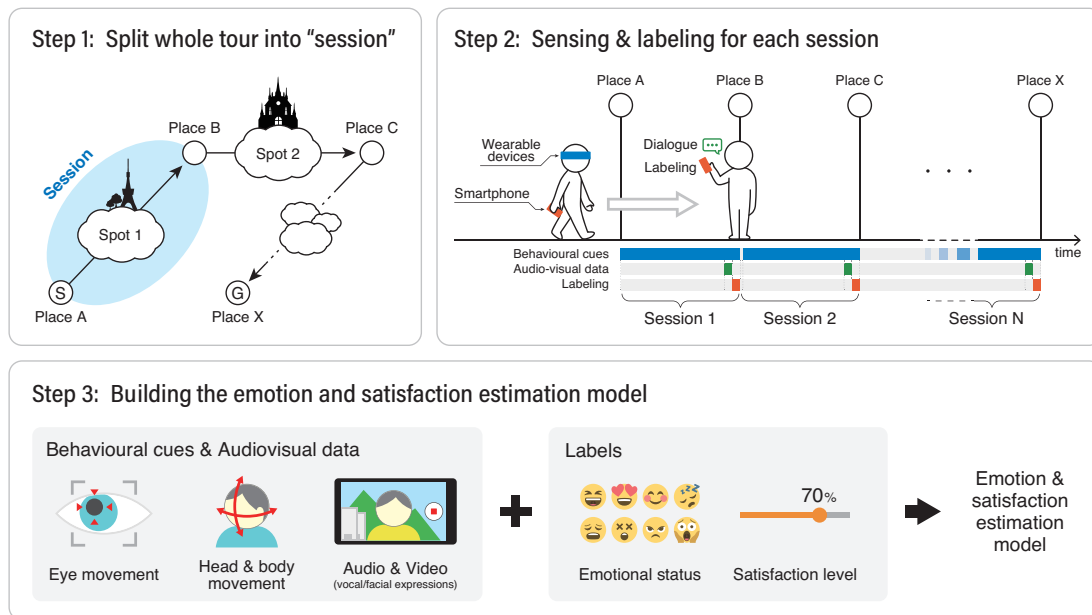 Step 1: Split whole tour into “session”
Session
Place B
Spot 2
Place C
Spot 1
S
Place A
G
Place X
Step 2: Sensing & labeling for each session
Place A
Place B
Place C
Place X
Wearable
devices
Smartphone
Dialogue
Labeling
. . .
time
Behavioural cues
Audio-visual data
Labeling
Session 1
Session 2
Session N
Step 3: Building the emotion and satisfaction estimation model
Behavioural cues & Audiovisual data
Eye movement
Head & body
movement
Audio & Video
(vocal/facial expressions)
Labels
Emotional status
70%
Satisfaction level
Emotion &
satisfaction
estimation
model